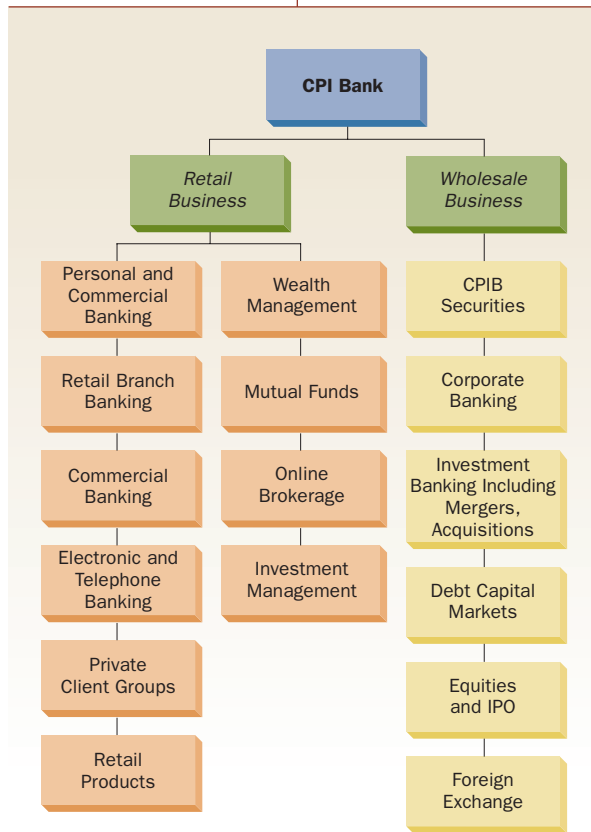 CPI Bank
Retail
Business
Wholesale
Business
Personal and
Commercial
Banking
Retail Branch
Banking
Commercial
Banking
Electronic and
Telephone
Banking
Private
Client Groups
Retail
Products
Wealth
Management
Mutual Funds
Online
Brokerage
Investment
Management
CPIB
Securities
Corporate
Banking
Investment
Banking Including
Mergers,
Acquisitions
Debt Capital
Markets
Equities
and IPO
Foreign
Exchange